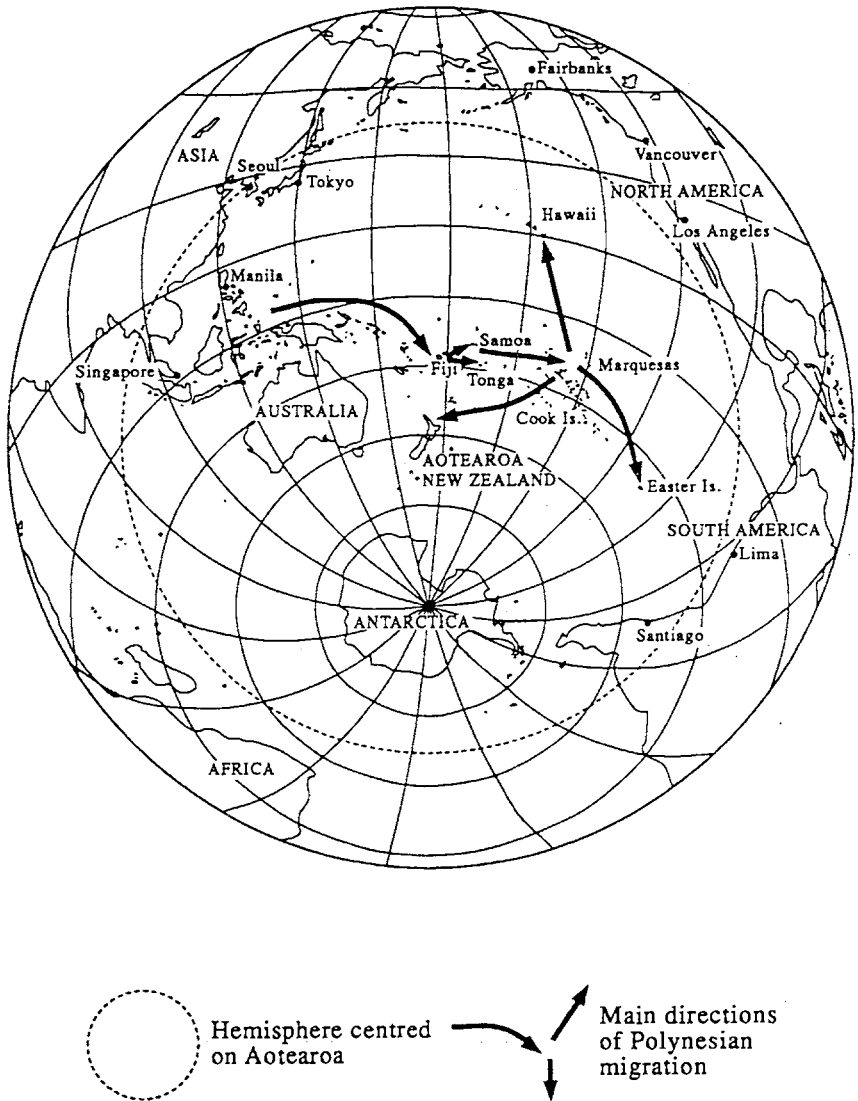 Fairbanks
ASIA
Seoul
Tokyo
Vancouver
NORTH AMERICA
Hawaii
Los Angeles
Manila
Samoa
Singapore
Fiji
Tonga
Marquesas
AUSTRALIA
Cook Is.
AOTEAROA
NEW ZEALAND
Easter Is.
SOUTH AMERICA
Lima
ANTARCTICA
Santiago
AFRICA
Hemisphere centred
on Aotearoa
Main directions
of Polynesian
migration